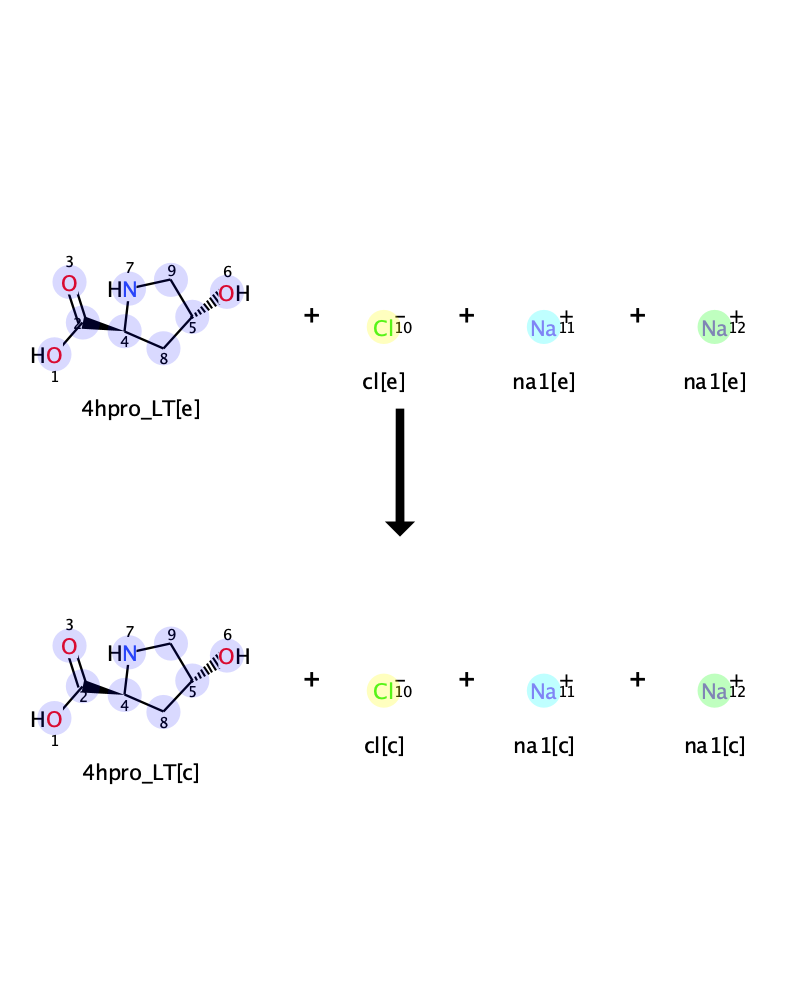 3 7 9 6
O HN OH
+ Cl − 10 + Na + 11 + Na + 12
2 4 5
HO 8
1
cl[e] na1[e] na1[e]
4hpro_LT[e]
3 7 9 6
O HN OH
+ Cl − 10 + Na + 11 + Na + 12
2 4 5
HO 8
1
cl[c] na1[c] na1[c]
4hpro_LT[c]